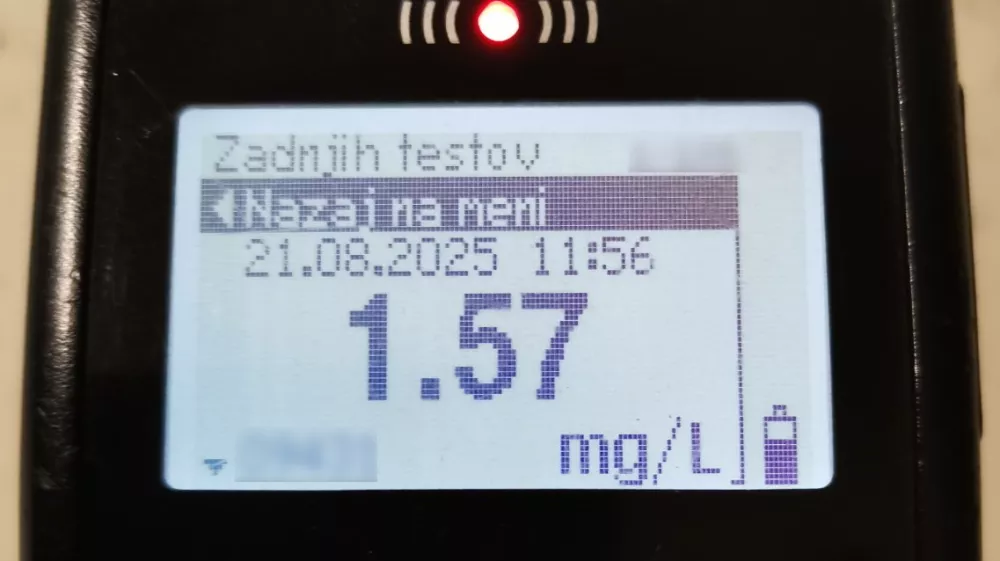 Zadnjih testov
Nazaj na meni
21.08.2025 11:56
1.57
mg/L